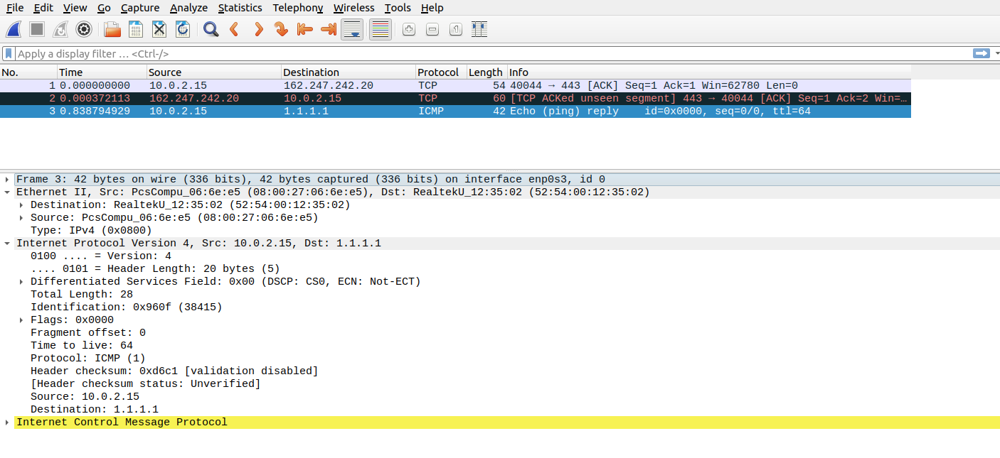 File Edit View Go Capture Analyze Statistics Telephony Wireless Tools Help
Apply a display filter … <Ctrl-/>
No. Time Source Destination Protocol Length Info
1 0.000000000 10.0.2.15 162.247.242.20 TCP 54 40044 → 443 [ACK] Seq=1 Ack=1 Win=62780 Len=0
2 0.000372113 162.247.242.20 10.0.2.15 TCP 60 [TCP ACKed unseen segment] 443 → 40044 [ACK] Seq=1 Ack=2 Win=…
3 0.838794929 10.0.2.15 1.1.1.1 ICMP 42 Echo (ping) reply id=0x0000, seq=0/0, ttl=64
Frame 3: 42 bytes on wire (336 bits), 42 bytes captured (336 bits) on interface enp0s3, id 0
Ethernet II, Src: PcsCompu_06:6e:e5 (08:00:27:06:6e:e5), Dst: RealtekU_12:35:02 (52:54:00:12:35:02)
Destination: RealtekU_12:35:02 (52:54:00:12:35:02)
Source: PcsCompu_06:6e:e5 (08:00:27:06:6e:e5)
Type: IPv4 (0x0800)
Internet Protocol Version 4, Src: 10.0.2.15, Dst: 1.1.1.1
0100 .... = Version: 4
.... 0101 = Header Length: 20 bytes (5)
Differentiated Services Field: 0x00 (DSCP: CS0, ECN: Not-ECT)
Total Length: 28
Identification: 0x960f (38415)
Flags: 0x0000
Fragment offset: 0
Time to live: 64
Protocol: ICMP (1)
Header checksum: 0xd6c1 [validation disabled]
[Header checksum status: Unverified]
Source: 10.0.2.15
Destination: 1.1.1.1
Internet Control Message Protocol